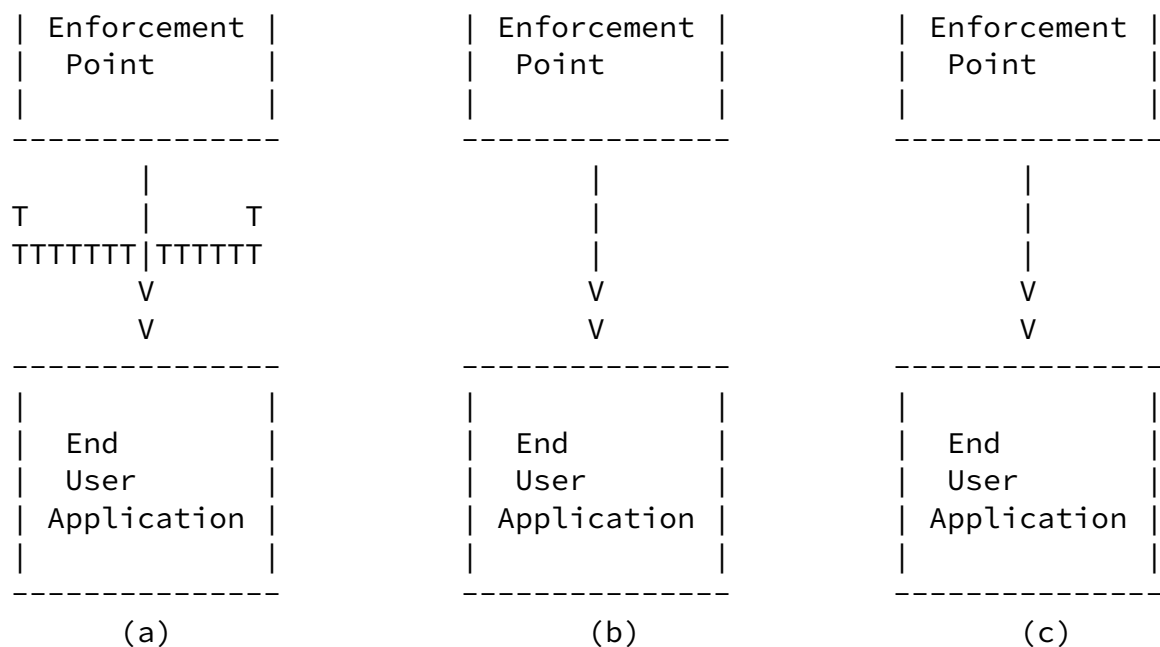 | Enforcement |          | Enforcement |         | Enforcement |
|  Point      |          |  Point      |         |  Point      |
|             |          |             |         |             |
---------------          ---------------         ---------------
       |                        |                       |
T      |     T                  |                       |
TTTTTTT|TTTTTT                  |                       |
       V                        V                       V
       V                        V                       V
---------------          ---------------         ---------------
|             |          |             |         |             |
|  End        |          |  End        |         |  End        |
|  User       |          |  User       |         |  User       |
| Application |          | Application |         | Application |
|             |          |             |         |             |
---------------          ---------------         ---------------
      (a)                       (b)                     (c)